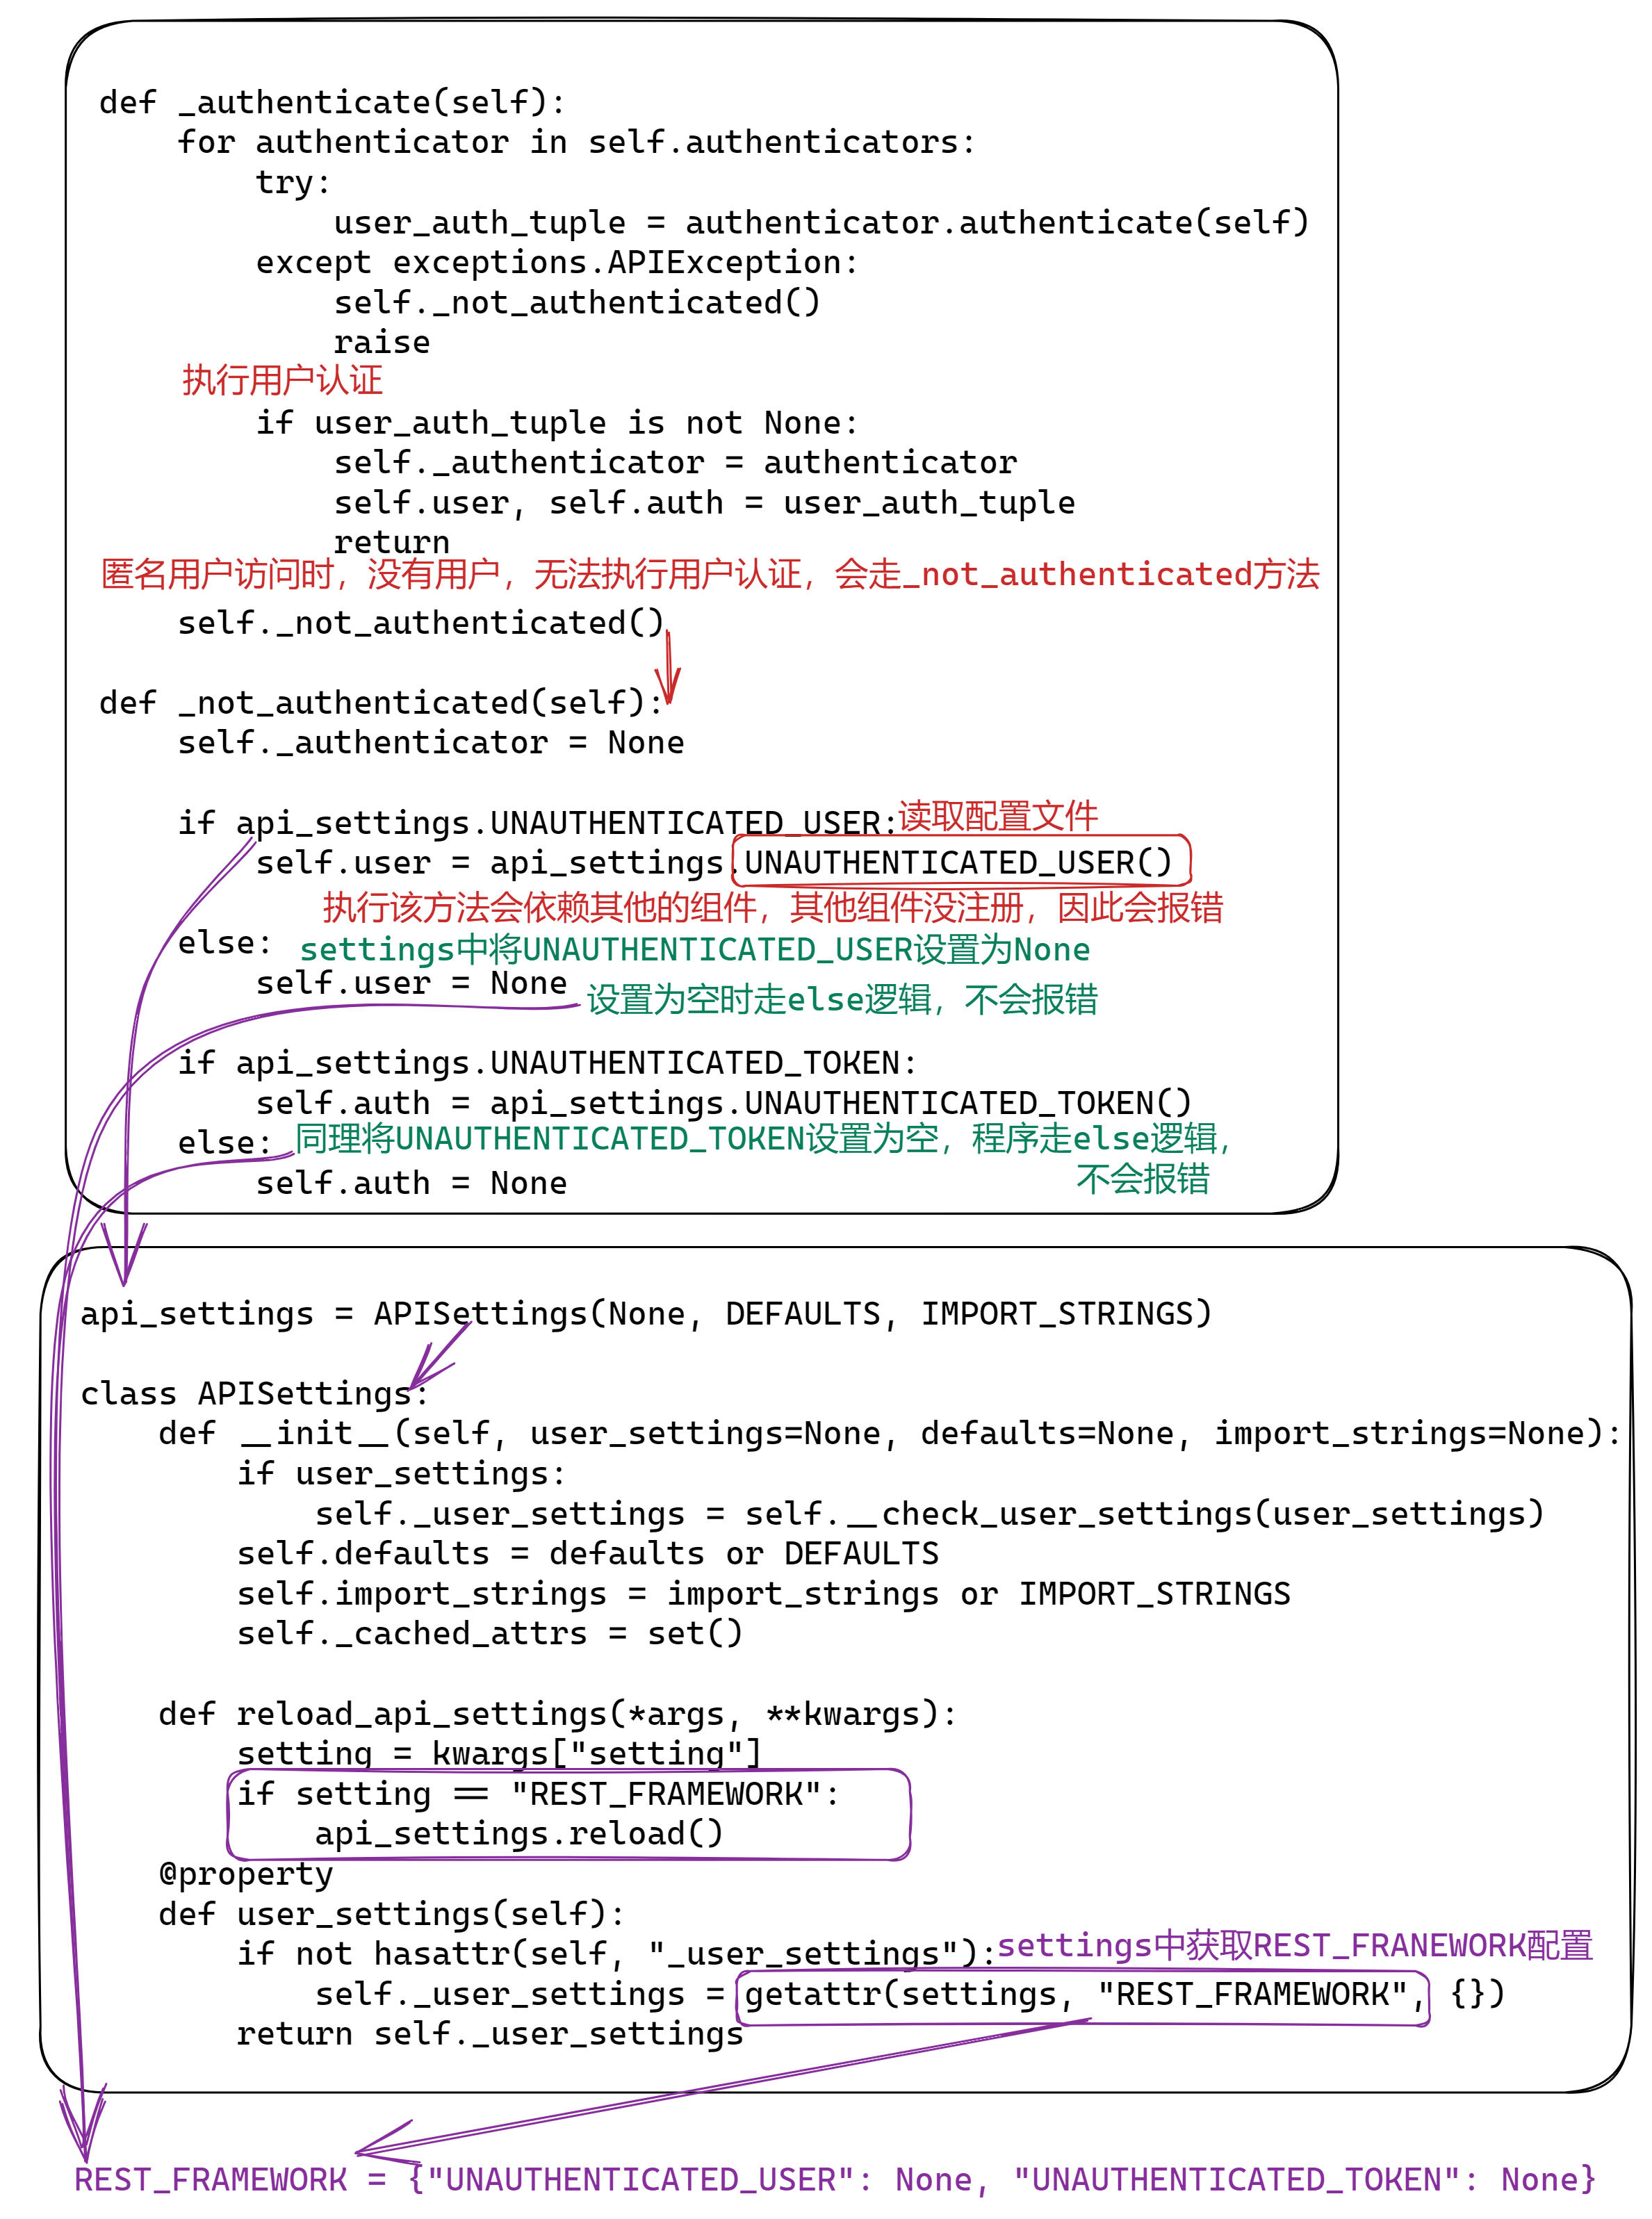 def _authenticate(self):
    for authenticator in self.authenticators:
        try:
            user_auth_tuple = authenticator.authenticate(self)
        except exceptions.APIException:
            self._not_authenticated()
            raise
执行用户认证
        if user_auth_tuple is not None:
            self._authenticator = authenticator
            self.user, self.auth = user_auth_tuple
            return
匿名用户访问时，没有用户，无法执行用户认证，会走_not_authenticated方法
    self._not_authenticated()
def _not_authenticated(self):
    self._authenticator = None
    if api_settings.UNAUTHENTICATED_USER:读取配置文件
        self.user = api_settings.UNAUTHENTICATED_USER()
执行该方法会依赖其他的组件，其他组件没注册，因此会报错
    else: settings中将UNAUTHENTICATED_USER设置为None
        self.user = None 设置为空时走else逻辑，不会报错
    if api_settings.UNAUTHENTICATED_TOKEN:
        self.auth = api_settings.UNAUTHENTICATED_TOKEN()
    else: 同理将UNAUTHENTICATED_TOKEN设置为空，程序走else逻辑，
        self.auth = None 不会报错
api_settings = APISettings(None, DEFAULTS, IMPORT_STRINGS)
class APISettings:
    def __init__(self, user_settings=None, defaults=None, import_strings=None):
        if user_settings:
            self._user_settings = self.__check_user_settings(user_settings)
        self.defaults = defaults or DEFAULTS
        self.import_strings = import_strings or IMPORT_STRINGS
        self._cached_attrs = set()
    def reload_api_settings(*args, **kwargs):
        setting = kwargs["setting"]
        if setting == "REST_FRAMEWORK":
            api_settings.reload()
    @property
    def user_settings(self):
        if not hasattr(self, "_user_settings"):settings中获取REST_FRANEWORK配置
            self._user_settings = getattr(settings, "REST_FRAMEWORK", {})
        return self._user_settings
REST_FRAMEWORK = {"UNAUTHENTICATED_USER": None, "UNAUTHENTICATED_TOKEN": None}